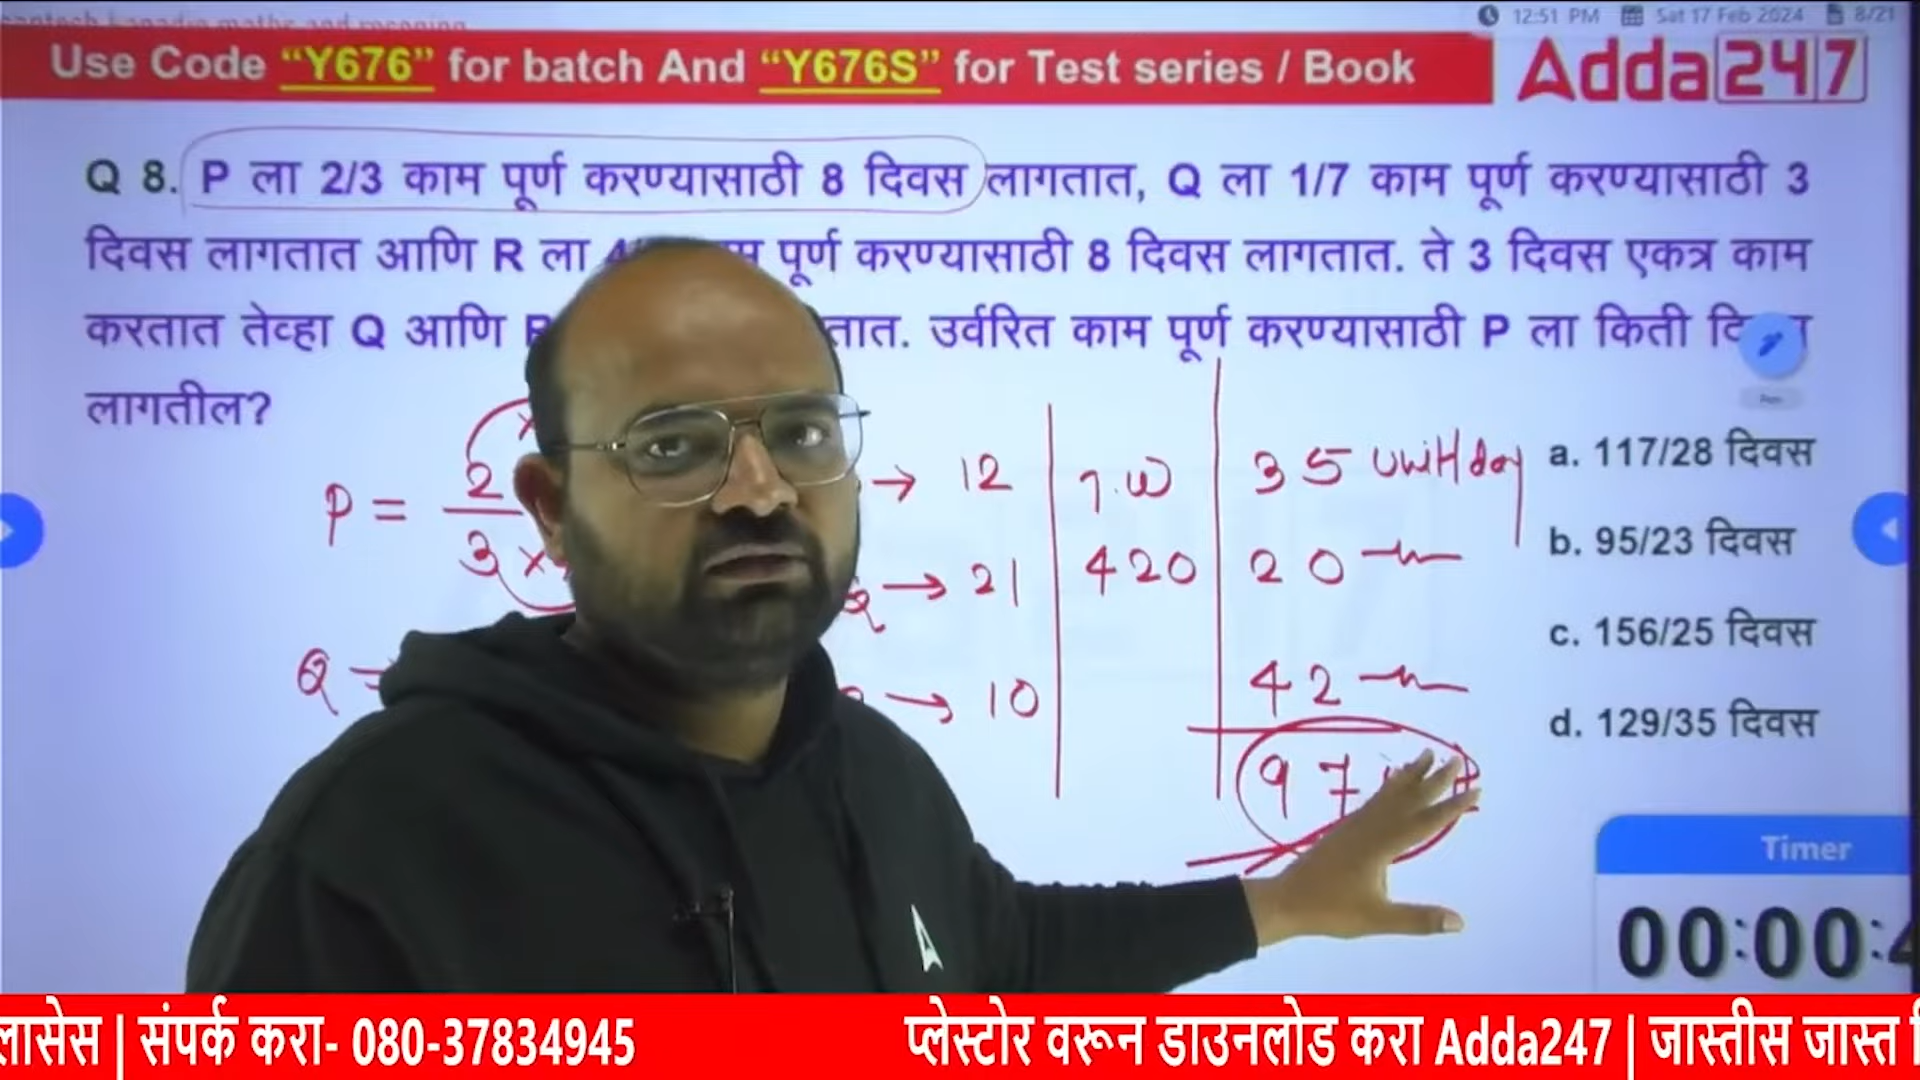 12:51 PM Sat 17 Feb 2024 8/21
Use Code “Y676” for batch And “Y676S” for Test series / Book
Adda247
Q 8. P ला 2/3 काम पूर्ण करण्यासाठी 8 दिवस लागतात, Q ला 1/7 काम पूर्ण करण्यासाठी 3
दिवस लागतात आणि R ला पूर्ण करण्यासाठी 8 दिवस लागतात. ते 3 दिवस एकत्र काम
करतात तेव्हा Q आणि उर्वरित काम पूर्ण करण्यासाठी P ला किती
लागतील?
P = 2/3 → 12 T.W 35 unit/day
Q → 21 420 20
Q → 10 42
97
a. 117/28 दिवस
b. 95/23 दिवस
c. 156/25 दिवस
d. 129/35 दिवस
Timer
00:00:4
संपर्क करा- 080-37834945 प्लेस्टोर वरून डाउनलोड करा Adda247 | जास्तीस जास्त